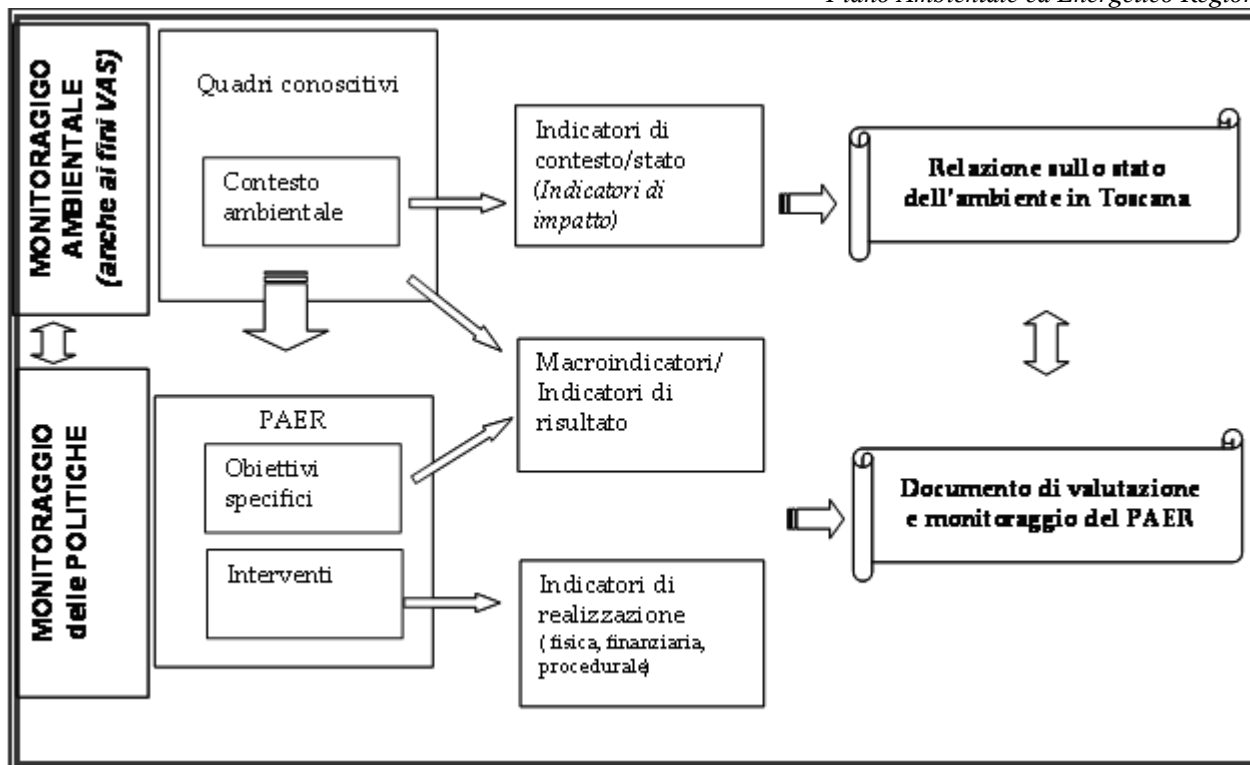 Piano Ambientale ed Energetico Region
MONITORAGIGO
AMBIENTALE
(anche ai fini VAS)
Quadri conoscitivi
Contesto
ambientale
Indicatori di
contesto/stato
(Indicatori di
impatto)
Relazione sullo stato
dell'ambiente in Toscana
Macroindicatori/
Indicatori di
risultato
MONITORAGGIO
delle POLITICHE
PAER
Obiettivi
specifici
Interventi
Indicatori di
realizzazione
( fisica, finanziaria,
procedurale)
Documento di valutazione
e monitoraggio del PAER